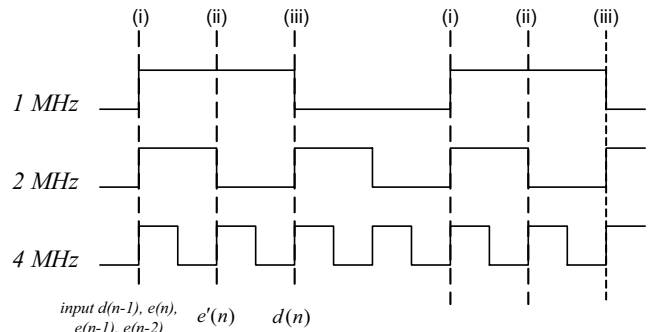 (i) (ii) (iii) (i) (ii) (iii)
1 MHz
2 MHz
4 MHz
input d(n-1), e(n),
e(n-1), e(n-2)
e'(n)
d(n)